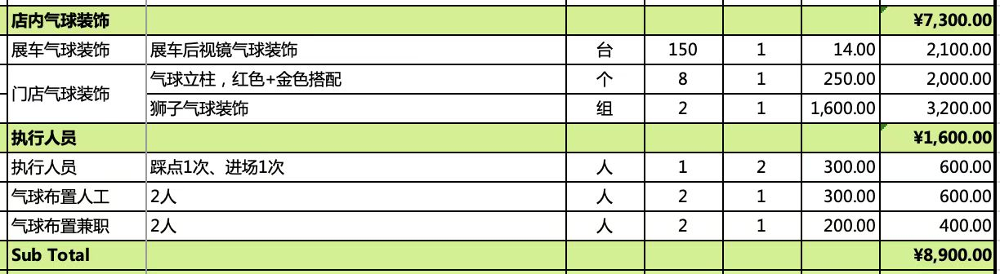 店内气球装饰 ¥7,300.00
展车气球装饰 展车后视镜气球装饰 台 150 1 14.00 2,100.00
门店气球装饰 气球立柱，红色+金色搭配 个 8 1 250.00 2,000.00
狮子气球装饰 组 2 1 1,600.00 3,200.00
执行人员 ¥1,600.00
执行人员 踩点1次、进场1次 人 1 2 300.00 600.00
气球布置人工 2人 人 2 1 300.00 600.00
气球布置兼职 2人 人 2 1 200.00 400.00
Sub Total ¥8,900.00